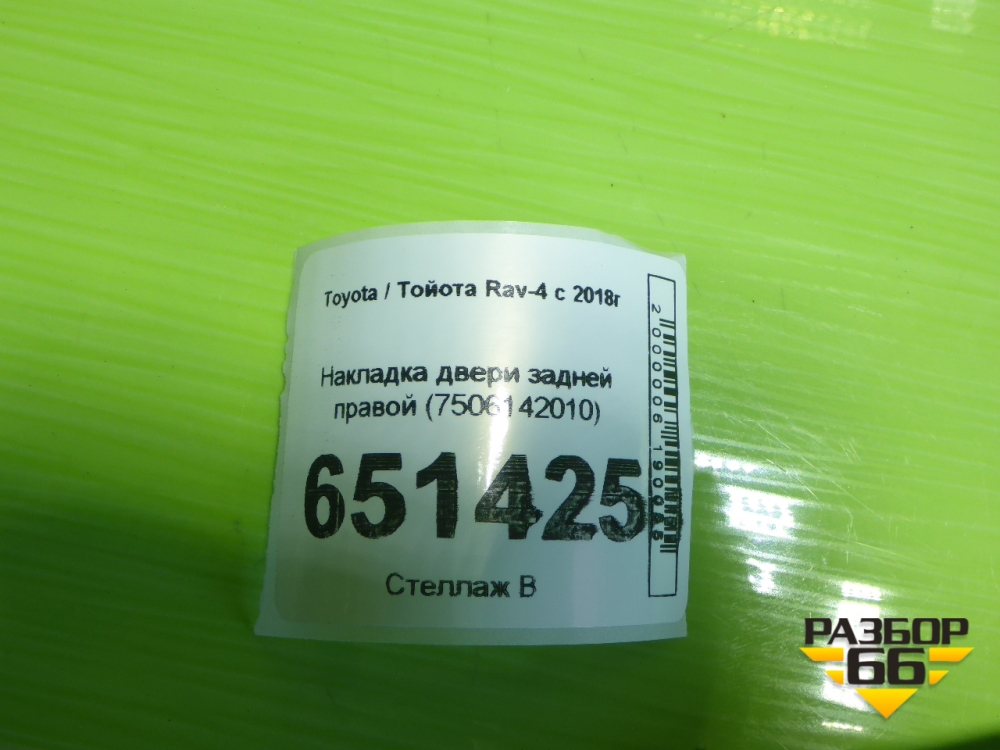 Toyota / Тойота Rav-4 с 2018г
Накладка двери задней
правой (7506142010)
651425
Стеллаж В
РАЗБОР
66